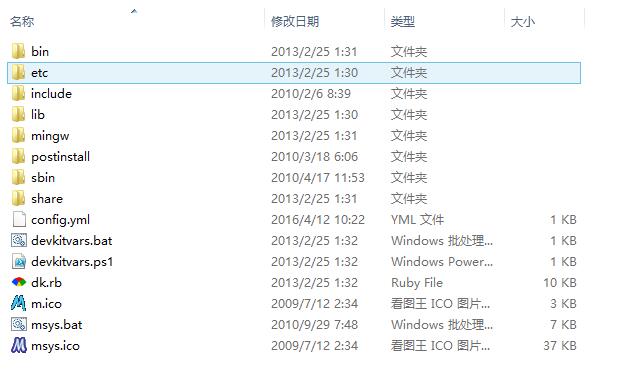 名称 修改日期 类型 大小
bin 2013/2/25 1:31 文件夹
etc 2013/2/25 1:30 文件夹
include 2010/2/6 8:39 文件夹
lib 2013/2/25 1:30 文件夹
mingw 2013/2/25 1:31 文件夹
postinstall 2010/3/18 6:06 文件夹
sbin 2010/4/17 11:53 文件夹
share 2013/2/25 1:31 文件夹
config.yml 2016/4/12 10:22 YML 文件 1 KB
devkitvars.bat 2013/2/25 1:32 Windows 批处理... 1 KB
devkitvars.ps1 2013/2/25 1:32 Windows Power... 1 KB
dk.rb 2013/2/25 1:32 Ruby File 10 KB
m.ico 2009/7/12 2:34 看图王 ICO 图片... 3 KB
msys.bat 2010/9/29 7:48 Windows 批处理... 7 KB
msys.ico 2009/7/12 2:34 看图王 ICO 图片... 37 KB